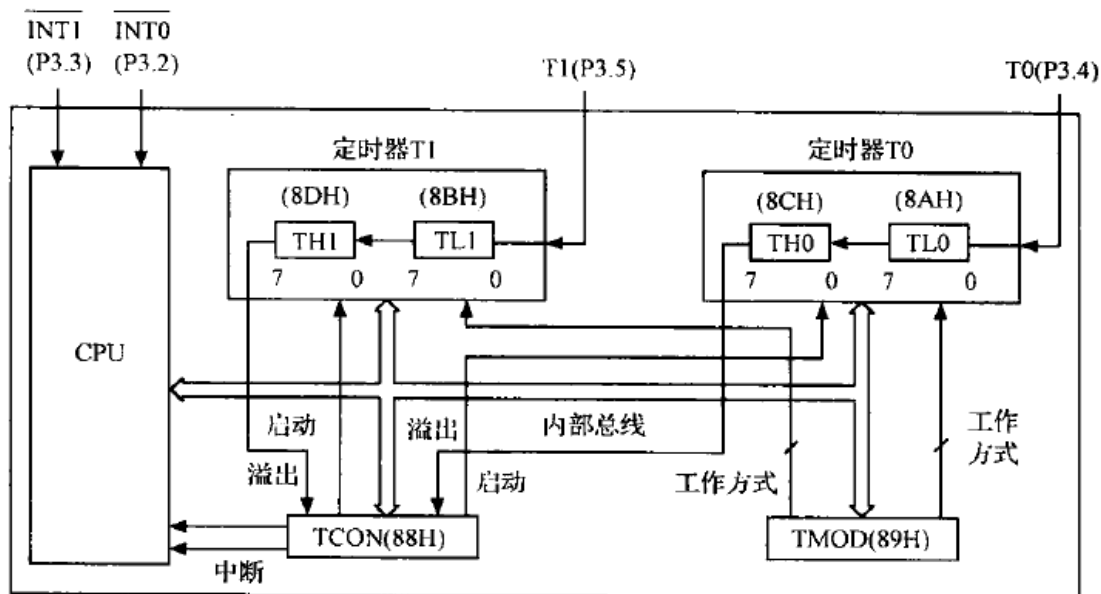 INT1 INT0
(P3.3) (P3.2)
T1(P3.5)
T0(P3.4)
定时器T1
定时器T0
(8DH) (8BH)
(8CH) (8AH)
TH1 TL1
TH0 TL0
7 0 7 0
7 0 7 0
CPU
启动
溢出
内部总线
工作
方式
溢出
启动
工作方式
TCON(88H)
TMOD(89H)
中断